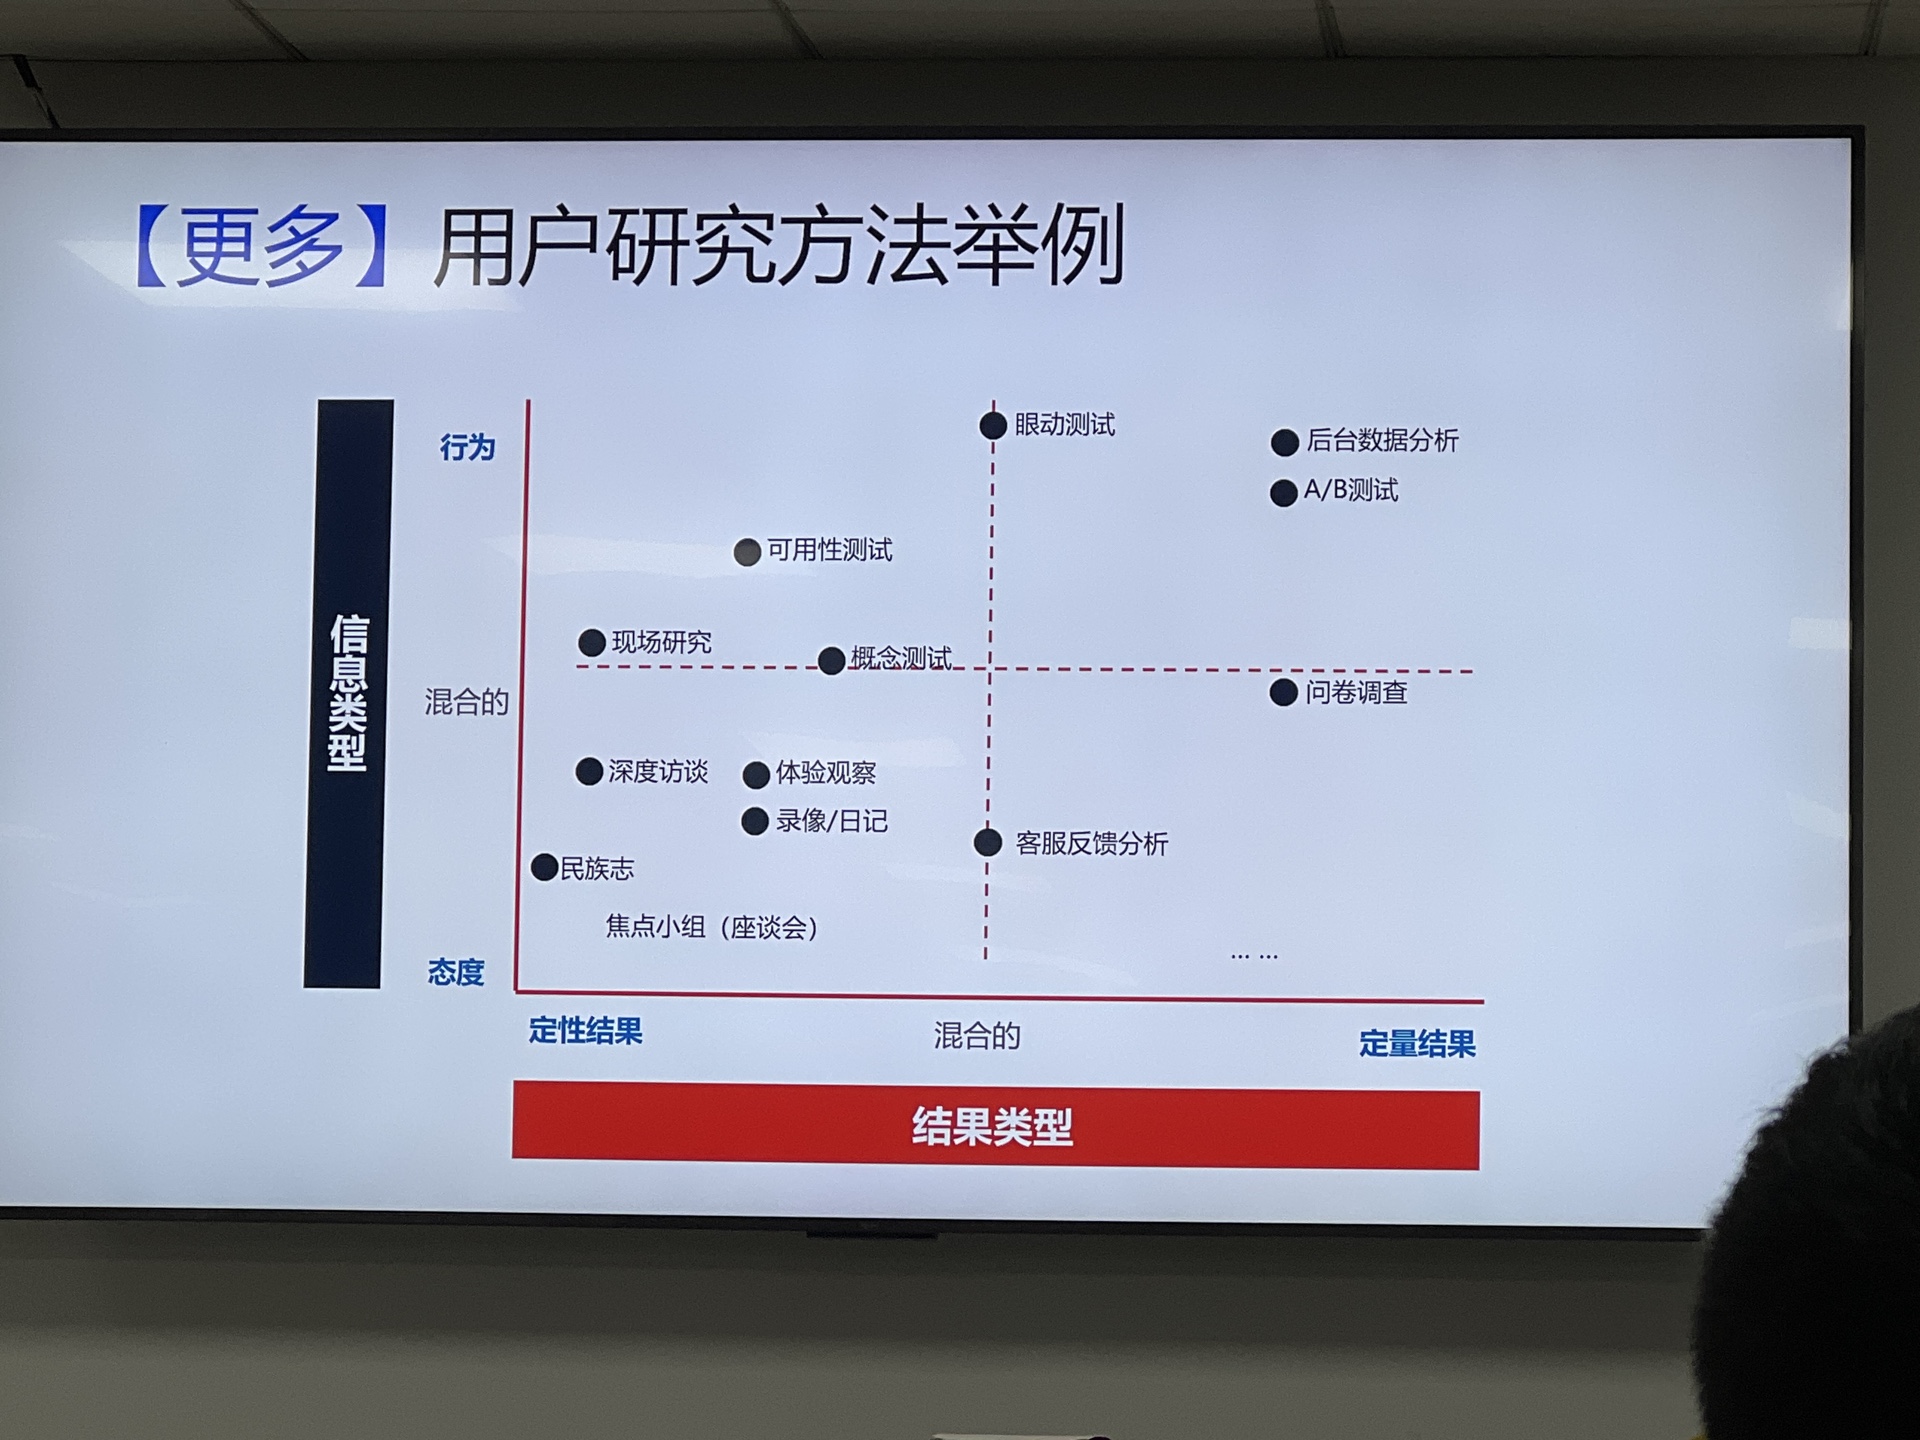 【更多】用户研究方法举例
信息类型
行为
混合的
态度
眼动测试
后台数据分析
A/B测试
可用性测试
现场研究
概念测试
问卷调查
深度访谈
体验观察
录像/日记
客服反馈分析
民族志
焦点小组（座谈会）
... ...
定性结果
混合的
定量结果
结果类型